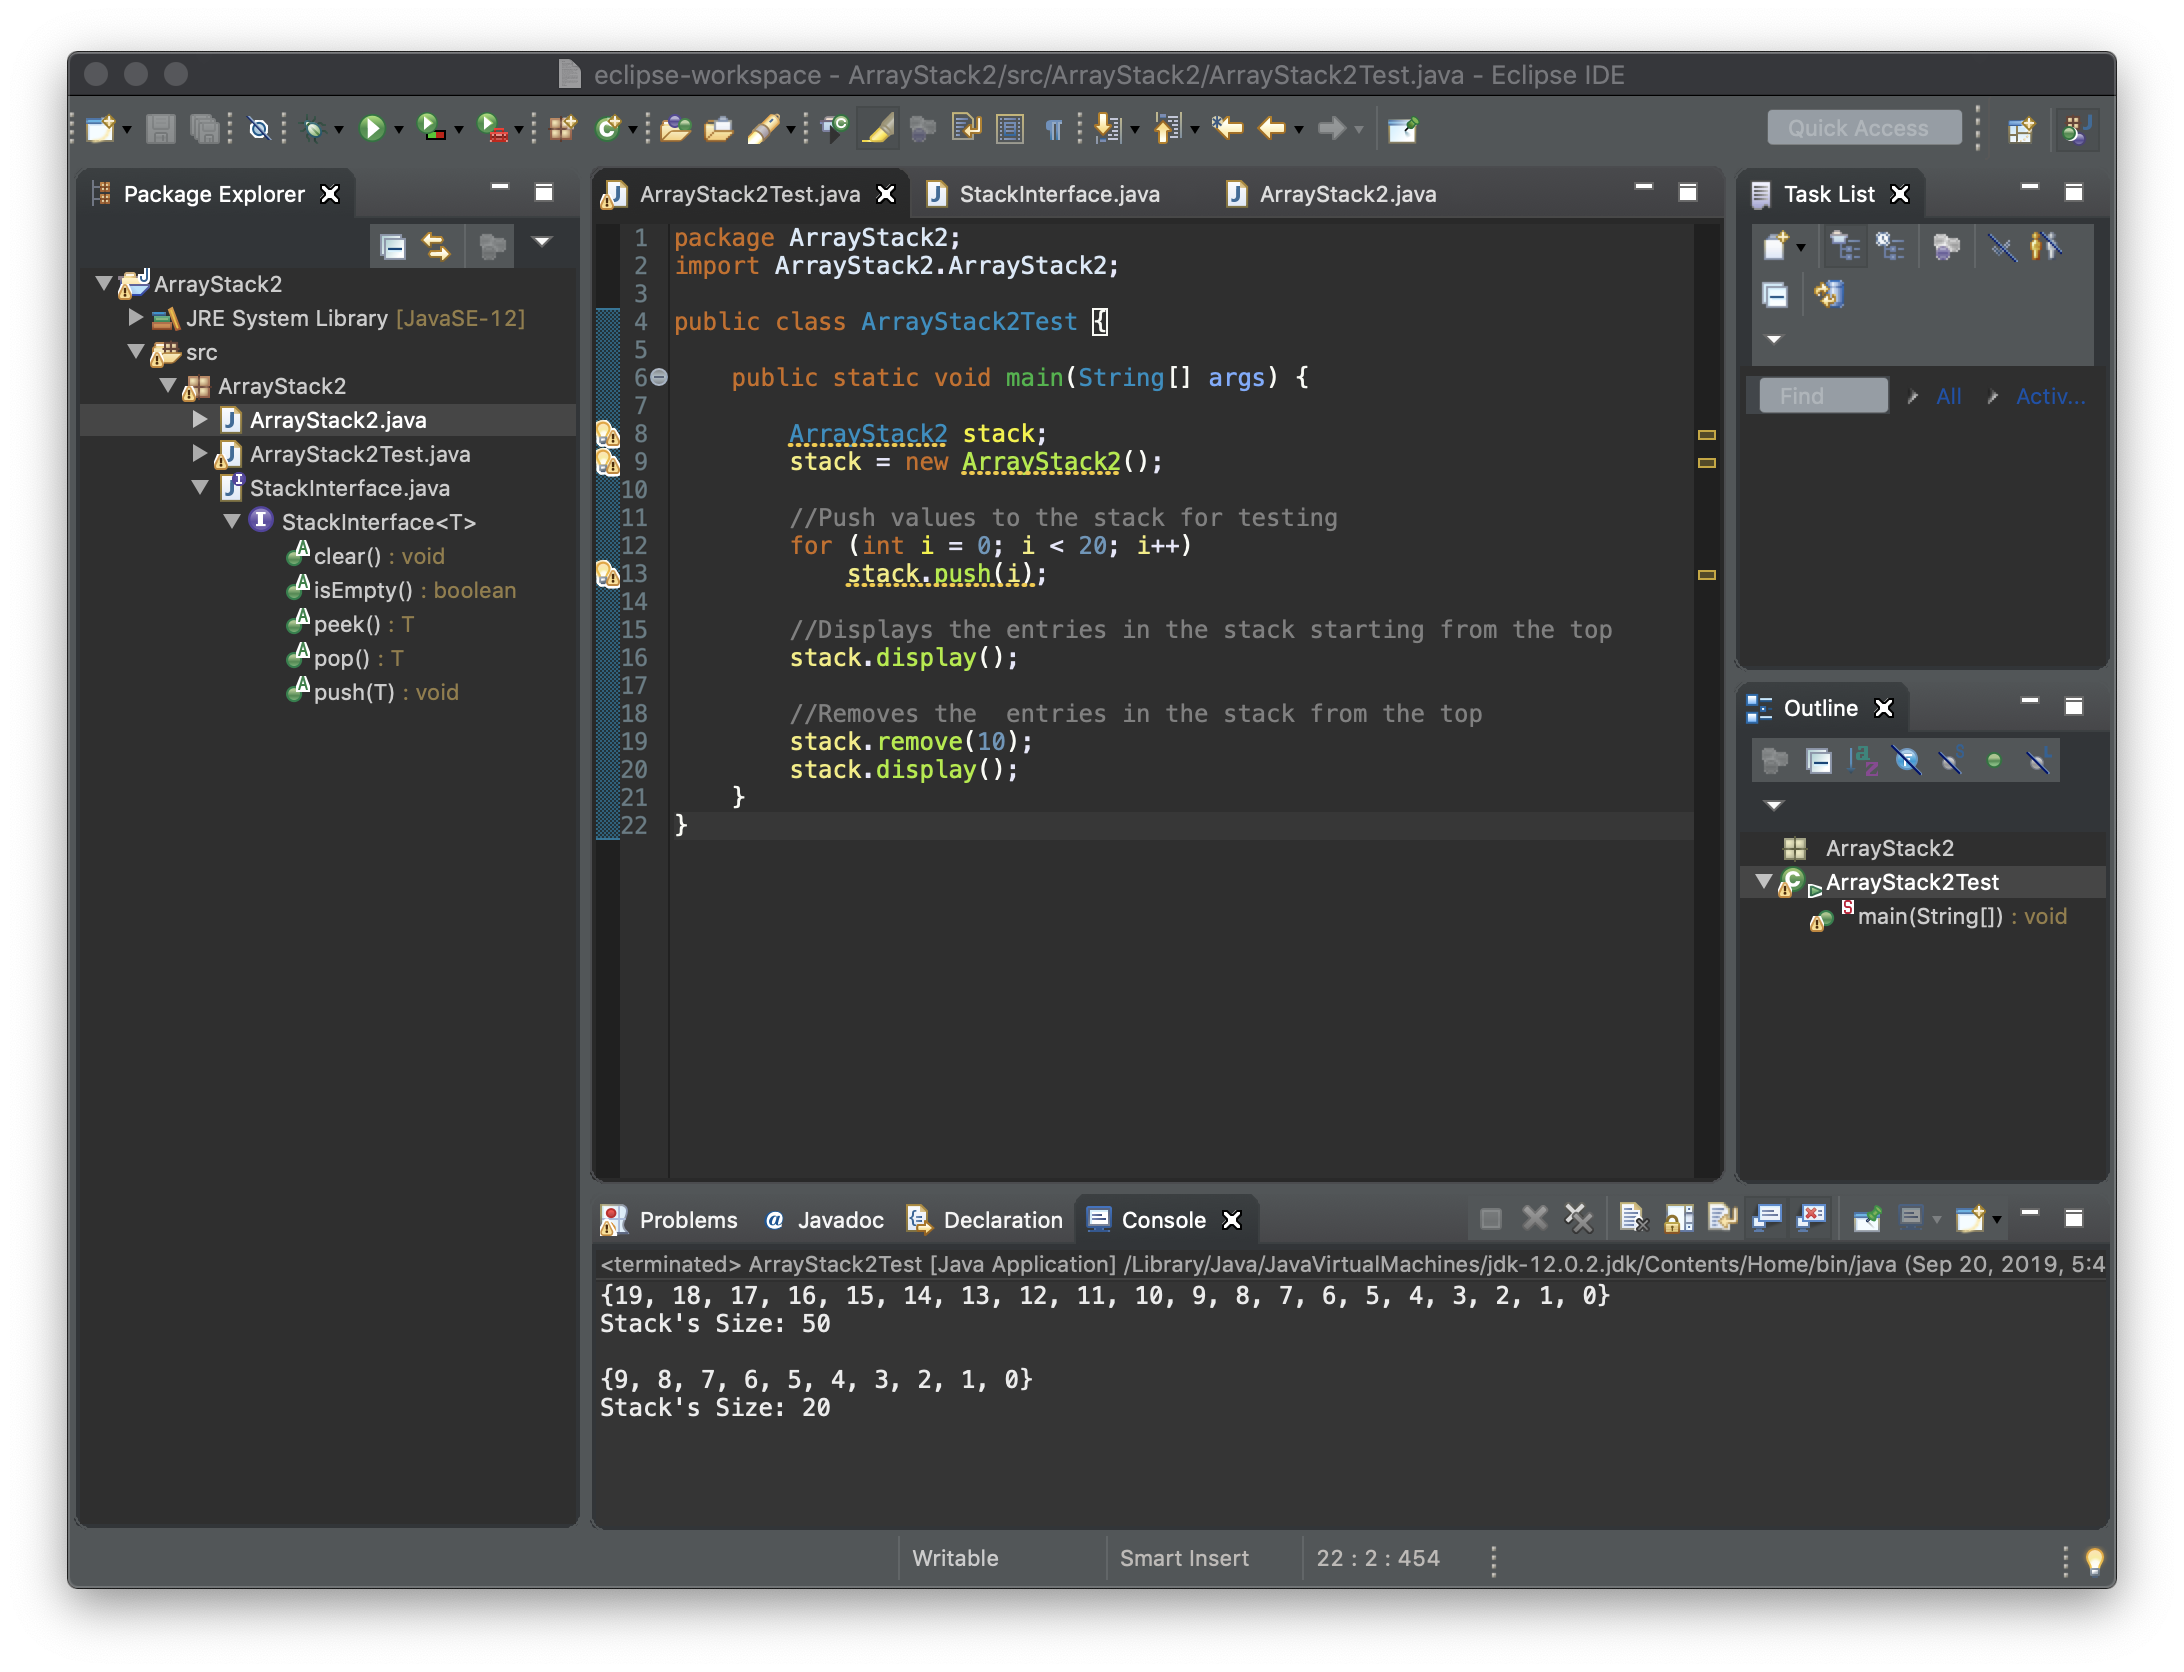 eclipse-workspace - ArrayStack2/src/ArrayStack2/ArrayStack2Test.java - Eclipse IDE
Quick Access
Package Explorer
ArrayStack2
JRE System Library [JavaSE-12]
src
ArrayStack2
ArrayStack2.java
ArrayStack2Test.java
StackInterface.java
StackInterface<T>
clear() : void
isEmpty() : boolean
peek() : T
pop() : T
push(T) : void
ArrayStack2Test.java StackInterface.java ArrayStack2.java
1 package ArrayStack2;
2 import ArrayStack2.ArrayStack2;
3
4 public class ArrayStack2Test {
5
6 public static void main(String[] args) {
7
8 ArrayStack2 stack;
9 stack = new ArrayStack2();
10
11 //Push values to the stack for testing
12 for (int i = 0; i < 20; i++)
13 stack.push(i);
14
15 //Displays the entries in the stack starting from the top
16 stack.display();
17
18 //Removes the  entries in the stack from the top
19 stack.remove(10);
20 stack.display();
21 }
22 }
Task List
Find All Activ...
Outline
ArrayStack2
ArrayStack2Test
main(String[]) : void
Problems Javadoc Declaration Console
<terminated> ArrayStack2Test [Java Application] /Library/Java/JavaVirtualMachines/jdk-12.0.2.jdk/Contents/Home/bin/java (Sep 20, 2019, 5:4
{19, 18, 17, 16, 15, 14, 13, 12, 11, 10, 9, 8, 7, 6, 5, 4, 3, 2, 1, 0}
Stack's Size: 50
{9, 8, 7, 6, 5, 4, 3, 2, 1, 0}
Stack's Size: 20
Writable Smart Insert 22 : 2 : 454